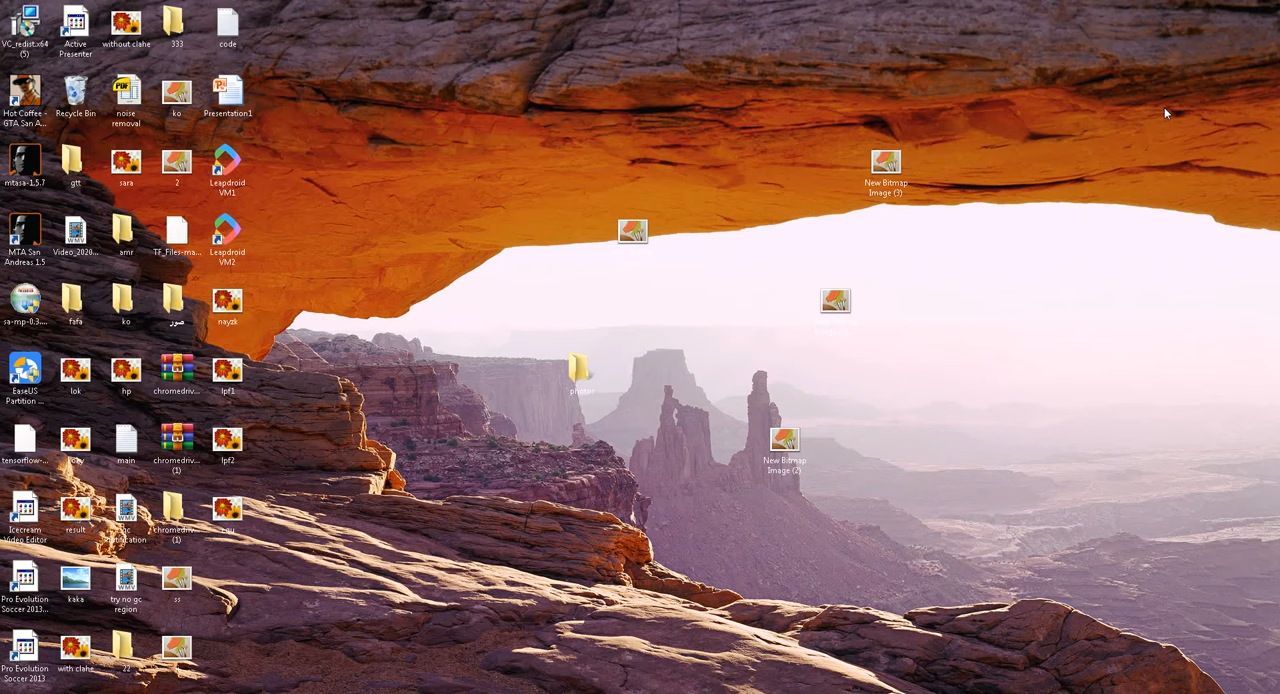 VC_redist.x64
(5)
Active
Presenter
without clahe
333
code
Hot Coffee -
GTA San A...
Recycle Bin
noise
removal
ko
Presentation1
mtasa-1.5.7
gtt
sara
2
Leapdroid
VM1
New Bitmap
Image (3)
MTA San
Andreas 1.5
Video_2020...
amr
TF_Files-ma...
Leapdroid
VM2
sa-mp-0.3....
fafa
ko
صور
nayzk
EaseUS
Partition ...
lok
hp
chromedriv...
lpf1
tensorflow-...
main
chromedriv...
(1)
lpf2
New Bitmap
Image (2)
Icecream
Video Editor
result
chromedriv...
(1)
Pro Evolution
Soccer 2013...
kaka
try no gc
region
ss
Pro Evolution
Soccer 2013
with clahe
22